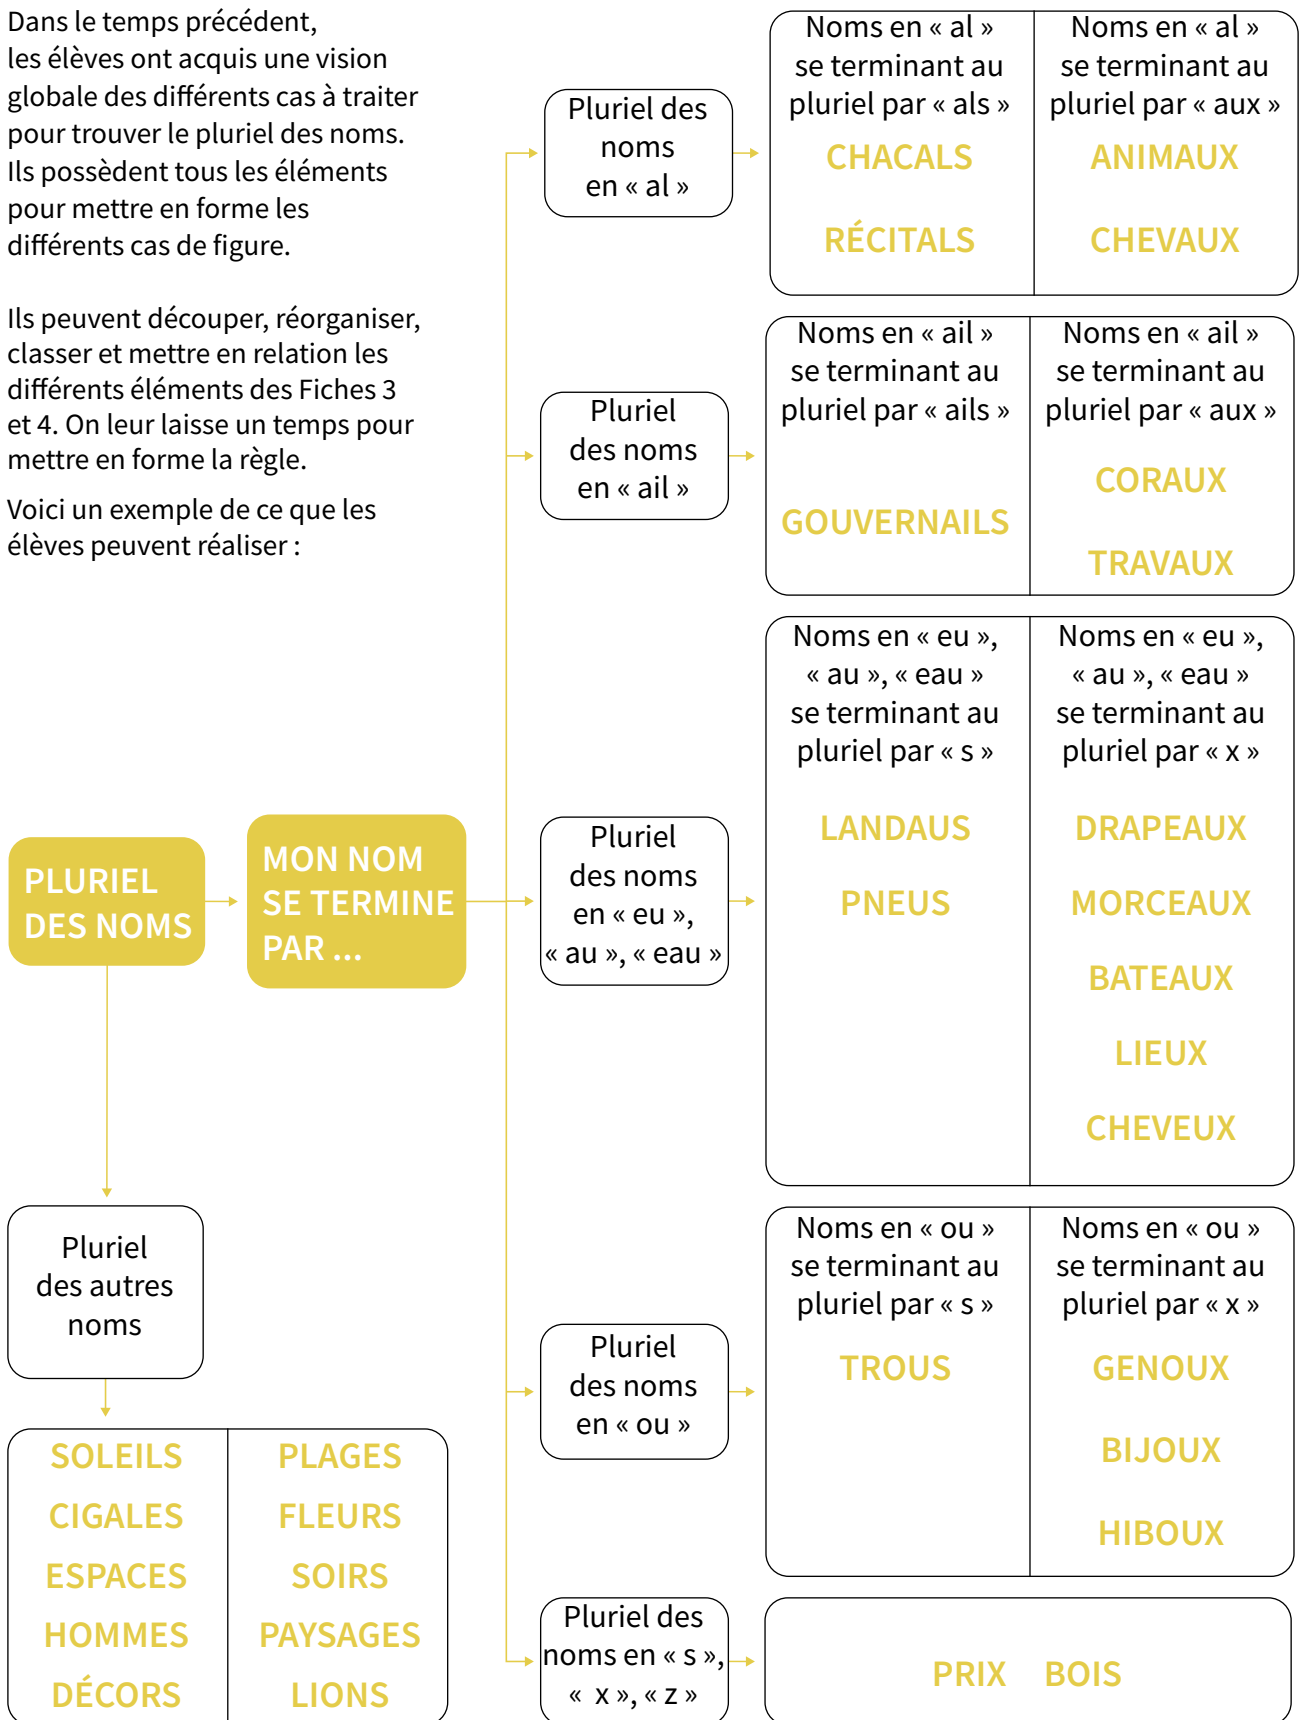 Dans le temps précédent,
les élèves ont acquis une vision
globale des différents cas à traiter
pour trouver le pluriel des noms.
Ils possèdent tous les éléments
pour mettre en forme les
différents cas de figure.
Ils peuvent découper, réorganiser,
classer et mettre en relation les
différents éléments des Fiches 3
et 4. On leur laisse un temps pour
mettre en forme la règle.
Voici un exemple de ce que les
élèves peuvent réaliser :
PLURIEL
DES NOMS
MON NOM
SE TERMINE
PAR ...
Pluriel des
noms
en « al »
Noms en « al »
se terminant au
pluriel par « als »
CHACALS
RÉCITALS
Noms en « al »
se terminant au
pluriel par « aux »
ANIMAUX
CHEVAUX
Pluriel
des noms
en « ail »
Noms en « ail »
se terminant au
pluriel par « ails »
GOUVERNAILS
Noms en « ail »
se terminant au
pluriel par « aux »
CORAUX
TRAVAUX
Pluriel
des noms
en « eu »,
« au », « eau »
Noms en « eu »,
« au », « eau »
se terminant au
pluriel par « s »
LANDAUS
PNEUS
Noms en « eu »,
« au », « eau »
se terminant au
pluriel par « x »
DRAPEAUX
MORCEAUX
BATEAUX
LIEUX
CHEVEUX
Pluriel
des noms
en « ou »
Noms en « ou »
se terminant au
pluriel par « s »
TROUS
Noms en « ou »
se terminant au
pluriel par « x »
GENOUX
BIJOUX
HIBOUX
Pluriel des
noms en « s »,
« x », « z »
PRIX BOIS
Pluriel
des autres
noms
SOLEILS
CIGALES
ESPACES
HOMMES
DÉCORS
PLAGES
FLEURS
SOIRS
PAYSAGES
LIONS